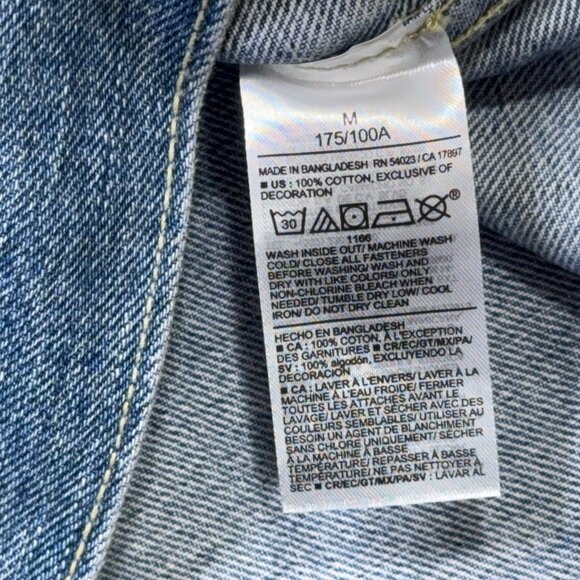 M
175/100A
MADE IN BANGLADESH RN 54023 / CA 17897
■ US : 100% COTTON, EXCLUSIVE OF
DECORATION
30
®
1166
WASH INSIDE OUT/ MACHINE WASH
COLD/ CLOSE ALL FASTENERS
BEFORE WASHING/ WASH AND
DRY WITH LIKE COLORS/ ONLY
NON-CHLORINE BLEACH WHEN
NEEDED/ TUMBLE DRY LOW/ COOL
IRON/ DO NOT DRY CLEAN
HECHO EN BANGLADESH
■ CA : 100% COTON, À L'EXCEPTION
DES GARNITURES ■ CR/EC/GT/MX/PA/
SV : 100% algodón, EXCLUYENDO LA
DECORACIÓN
■ CA : LAVER À L'ENVERS/ LAVER À LA
MACHINE À L'EAU FROIDE/ FERMER
TOUTES LES ATTACHES AVANT LE
LAVAGE/ LAVER ET SÉCHER AVEC DES
COULEURS SEMBLABLES/ UTILISER AU
BESOIN UN AGENT DE BLANCHIMENT
SANS CHLORE UNIQUEMENT/ SÉCHER
À LA MACHINE À BASSE
TEMPÉRATURE/ REPASSER À BASSE
TEMPÉRATURE/ NE PAS NETTOYER À
SEC ■ CR/EC/GT/MX/PA/SV : LAVAR AL